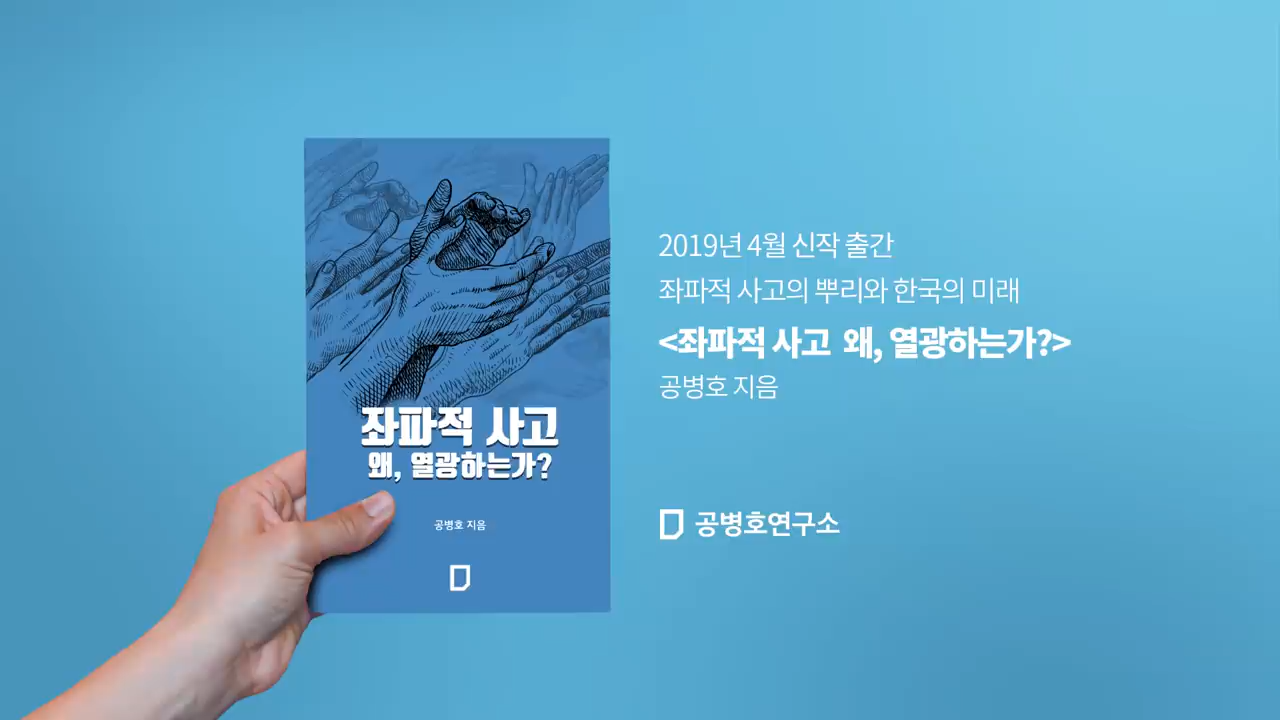 좌파적 사고
왜, 열광하는가?
공병호 지음
2019년 4월 신작 출간
좌파적 사고의 뿌리와 한국의 미래
<좌파적 사고 왜, 열광하는가?>
공병호 지음
공병호연구소